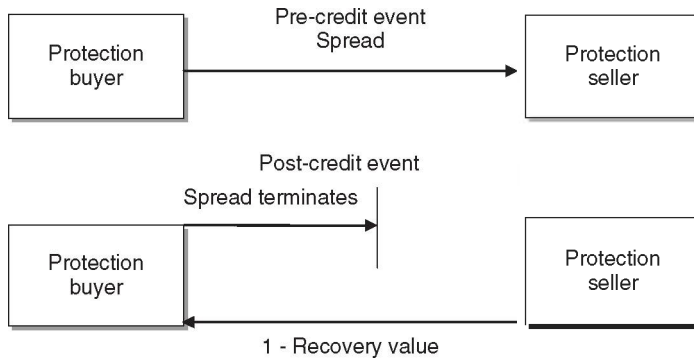 Pre-credit event
Spread
Protection
buyer
Protection
seller
Post-credit event
Spread terminates
Protection
buyer
Protection
seller
1 - Recovery value